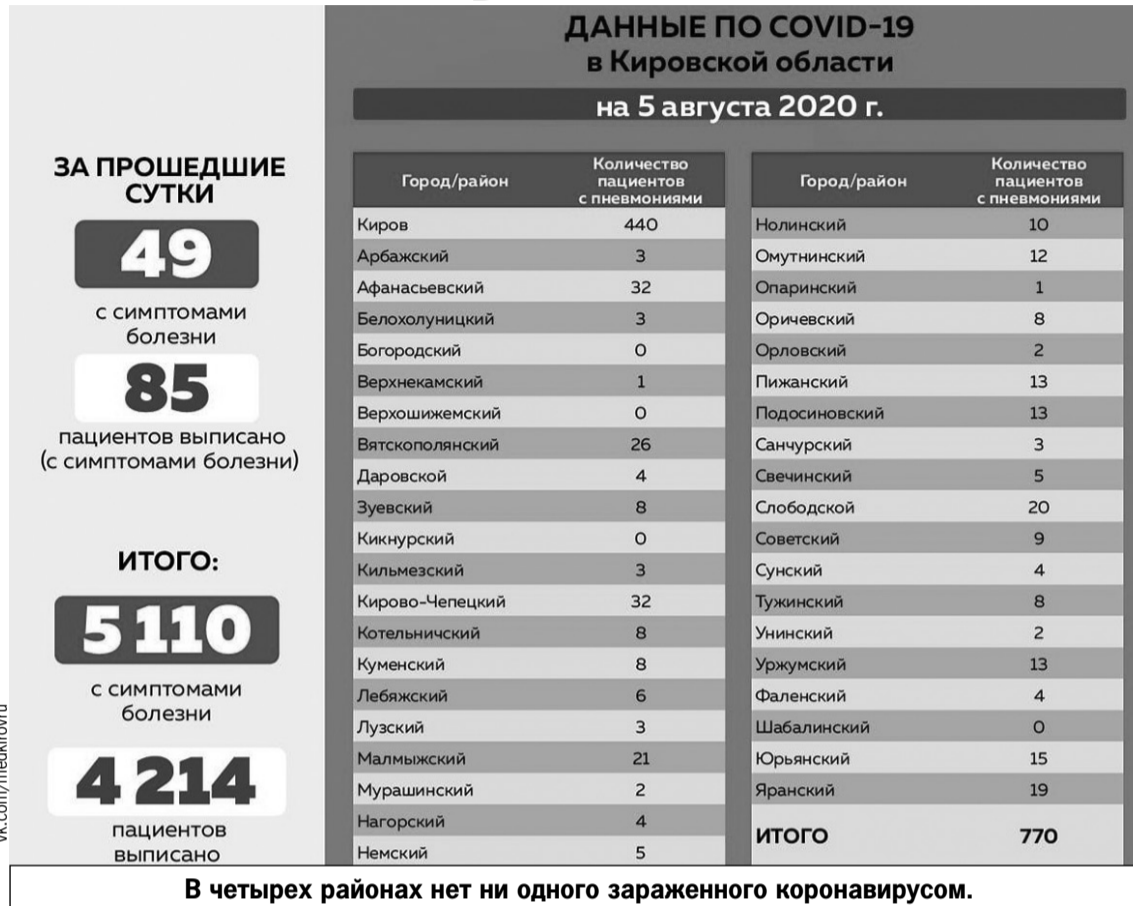 ДАННЫЕ ПО COVID-19
в Кировской области
на 5 августа 2020 г.
ЗА ПРОШЕДШИЕ
СУТКИ
49
с симптомами
болезни
85
пациентов выписано
(с симптомами болезни)
ИТОГО:
5 110
с симптомами
болезни
4 214
пациентов
выписано
vk.com/medkirovru
Город/район Количество пациентов с пневмониями
Киров 440
Арбажский 3
Афанасьевский 32
Белохолуницкий 3
Богородский 0
Верхнекамский 1
Верхошижемский 0
Вятскополянский 26
Даровской 4
Зуевский 8
Кикнурский 0
Кильмезский 3
Кирово-Чепецкий 32
Котельничский 8
Куменский 8
Лебяжский 6
Лузский 3
Малмыжский 21
Мурашинский 2
Нагорский 4
Немский 5
Город/район Количество пациентов с пневмониями
Нолинский 10
Омутнинский 12
Опаринский 1
Оричевский 8
Орловский 2
Пижанский 13
Подосиновский 13
Санчурский 3
Свечинский 5
Слободской 20
Советский 9
Сунский 4
Тужинский 8
Унинский 2
Уржумский 13
Фаленский 4
Шабалинский 0
Юрьянский 15
Яранский 19
ИТОГО 770
В четырех районах нет ни одного зараженного коронавирусом.